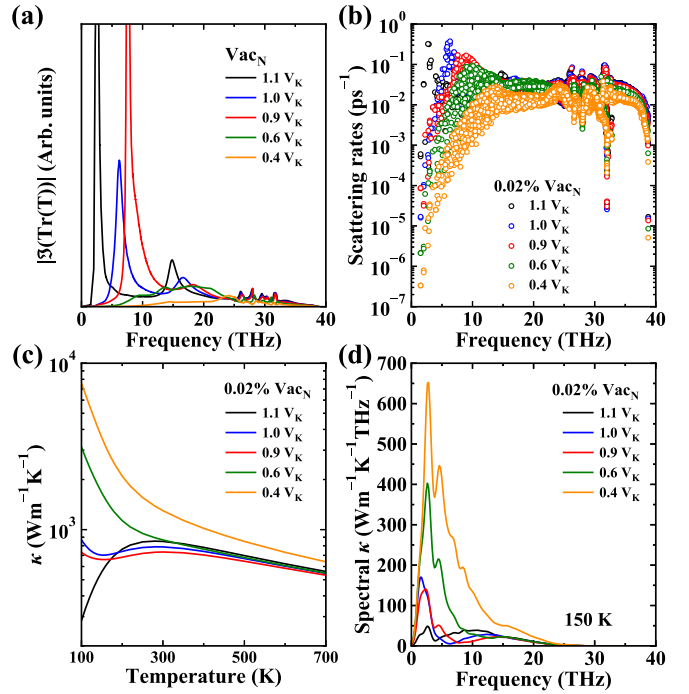 (a)
|ℑ(Tr(T))| (Arb. units)
Vac_N
1.1 V_K
1.0 V_K
0.9 V_K
0.6 V_K
0.4 V_K
0 10 20 30 40
Frequency (THz)
(b)
Scattering rates (ps⁻¹)
10⁰
10⁻¹
10⁻²
10⁻³
10⁻⁴
10⁻⁵
10⁻⁶
10⁻⁷
0.02% Vac_N
1.1 V_K
1.0 V_K
0.9 V_K
0.6 V_K
0.4 V_K
0 10 20 30 40
Frequency (THz)
(c)
κ (Wm⁻¹K⁻¹)
10⁴
10³
0.02% Vac_N
1.1 V_K
1.0 V_K
0.9 V_K
0.6 V_K
0.4 V_K
100 300 500 700
Temperature (K)
(d)
Spectral κ (Wm⁻¹K⁻¹THz⁻¹)
700
600
500
400
300
200
100
50
0
0.02% Vac_N
1.1 V_K
1.0 V_K
0.9 V_K
0.6 V_K
0.4 V_K
150 K
0 10 20 30 40
Frequency (THz)